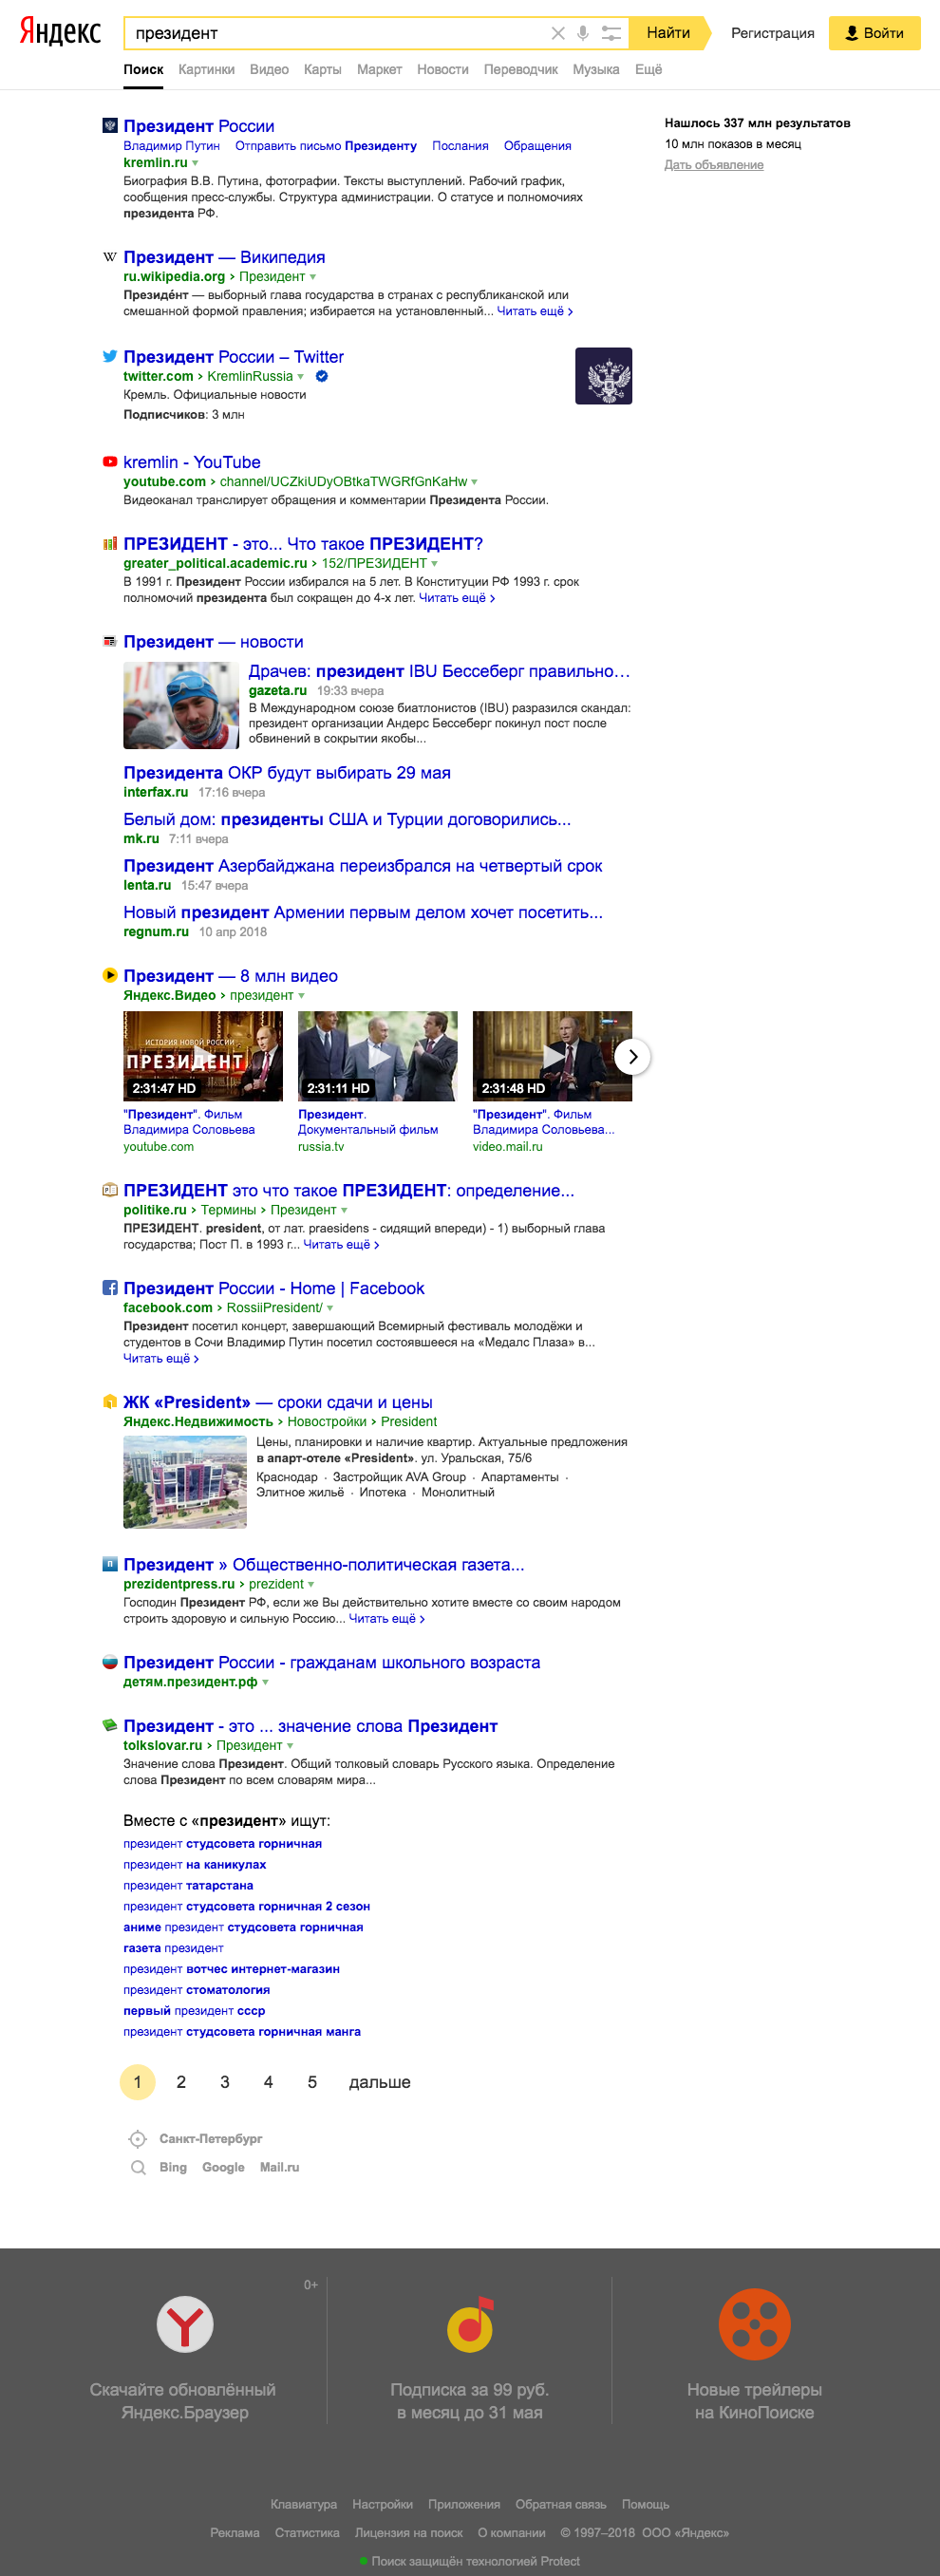 Яндекс
президент
Найти
Регистрация
Войти
Поиск Картинки Видео Карты Маркет Новости Переводчик Музыка Ещё
Президент России
Владимир Путин Отправить письмо Президенту Послания Обращения
kremlin.ru
Биография В.В. Путина, фотографии. Тексты выступлений. Рабочий график,
сообщения пресс-службы. Структура администрации. О статусе и полномочиях
президента РФ.
Нашлось 337 млн результатов
10 млн показов в месяц
Дать объявление
Президент — Википедия
ru.wikipedia.org › Президент
Президе́нт — выборный глава государства в странах с республиканской или
смешанной формой правления; избирается на установленный... Читать ещё ›
Президент России – Twitter
twitter.com › KremlinRussia
Кремль. Официальные новости
Подписчиков: 3 млн
kremlin - YouTube
youtube.com › channel/UCZkiUDyOBtkaTWGRfGnKaHw
Видеоканал транслирует обращения и комментарии Президента России.
ПРЕЗИДЕНТ - это... Что такое ПРЕЗИДЕНТ?
greater_political.academic.ru › 152/ПРЕЗИДЕНТ
В 1991 г. Президент России избирался на 5 лет. В Конституции РФ 1993 г. срок
полномочий президента был сокращен до 4-х лет. Читать ещё ›
Президент — новости
Драчев: президент IBU Бессеберг правильно…
gazeta.ru 19:33 вчера
В Международном союзе биатлонистов (IBU) разразился скандал:
президент организации Андерс Бессеберг покинул пост после
обвинений в сокрытии якобы...
Президента ОКР будут выбирать 29 мая
interfax.ru 17:16 вчера
Белый дом: президенты США и Турции договорились...
mk.ru 7:11 вчера
Президент Азербайджана переизбрался на четвертый срок
lenta.ru 15:47 вчера
Новый президент Армении первым делом хочет посетить...
regnum.ru 10 апр 2018
Президент — 8 млн видео
Яндекс.Видео › президент
ИСТОРИЯ НОВОЙ РОССИИ
ПРЕЗИДЕНТ
2:31:47 HD
2:31:11 HD
2:31:48 HD
"Президент". Фильм
Владимира Соловьева
youtube.com
Президент.
Документальный фильм
russia.tv
"Президент". Фильм
Владимира Соловьева...
video.mail.ru
ПРЕЗИДЕНТ это что такое ПРЕЗИДЕНТ: определение...
politike.ru › Термины › Президент
ПРЕЗИДЕНТ. president, от лат. praesidens - сидящий впереди) - 1) выборный глава
государства; Пост П. в 1993 г... Читать ещё ›
Президент России - Home | Facebook
facebook.com › RossiiPresident/
Президент посетил концерт, завершающий Всемирный фестиваль молодёжи и
студентов в Сочи Владимир Путин посетил состоявшееся на «Медалс Плаза» в...
Читать ещё ›
ЖК «President» — сроки сдачи и цены
Яндекс.Недвижимость › Новостройки › President
Цены, планировки и наличие квартир. Актуальные предложения
в апарт-отеле «President». ул. Уральская, 75/6
Краснодар · Застройщик AVA Group · Апартаменты ·
Элитное жильё · Ипотека · Монолитный
Президент » Общественно-политическая газета...
prezidentpress.ru › prezident
Господин Президент РФ, если же Вы действительно хотите вместе со своим народом
строить здоровую и сильную Россию... Читать ещё ›
Президент России - гражданам школьного возраста
детям.президент.рф
Президент - это ... значение слова Президент
tolkslovar.ru › Президент
Значение слова Президент. Общий толковый словарь Русского языка. Определение
слова Президент по всем словарям мира...
Вместе с «президент» ищут:
президент студсовета горничная
президент на каникулах
президент татарстана
президент студсовета горничная 2 сезон
аниме президент студсовета горничная
газета президент
президент вотчес интернет-магазин
президент стоматология
первый президент ссср
президент студсовета горничная манга
1 2 3 4 5 дальше
Санкт-Петербург
Bing Google Mail.ru
0+
Скачайте обновлённый
Яндекс.Браузер
Подписка за 99 руб.
в месяц до 31 мая
Новые трейлеры
на КиноПоиске
Клавиатура Настройки Приложения Обратная связь Помощь
Реклама Статистика Лицензия на поиск О компании © 1997–2018 ООО «Яндекс»
Поиск защищён технологией Protect